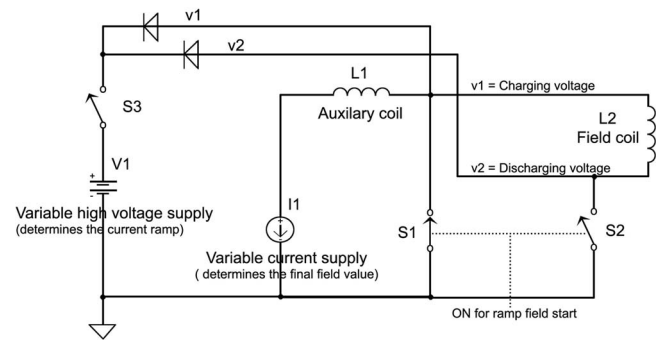 v1
v2
L1
v1 = Charging voltage
S3
Auxilary coil
L2
Field coil
V1
v2 = Discharging voltage
+
-
Variable high voltage supply
(determines the current ramp)
I1
+
-
S1
S2
Variable current supply
( determines the final field value)
ON for ramp field start